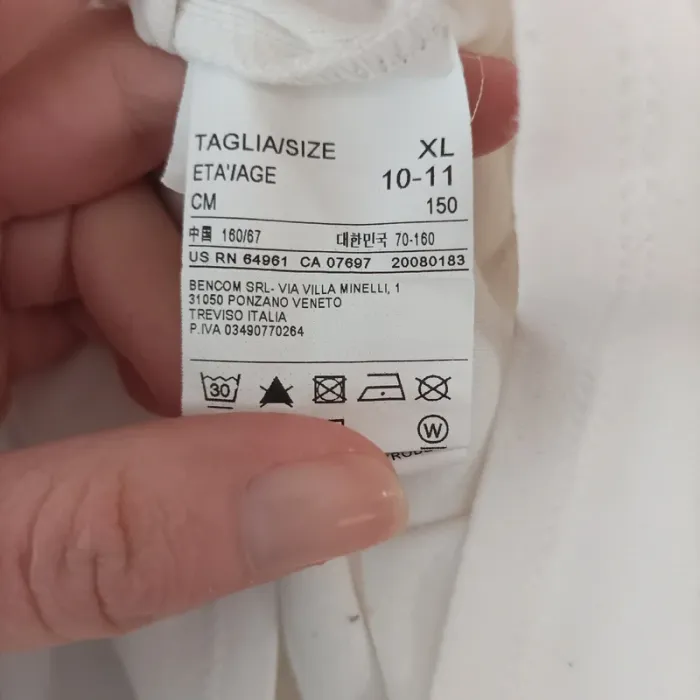 TAGLIA/SIZE XL
ETA'/AGE 10-11
CM 150
中国 160/67 대한민국 70-160
US RN 64961 CA 07697 20080183
BENCOM SRL- VIA VILLA MINELLI, 1
31050 PONZANO VENETO
TREVISO ITALIA
P.IVA 03490770264
30
W